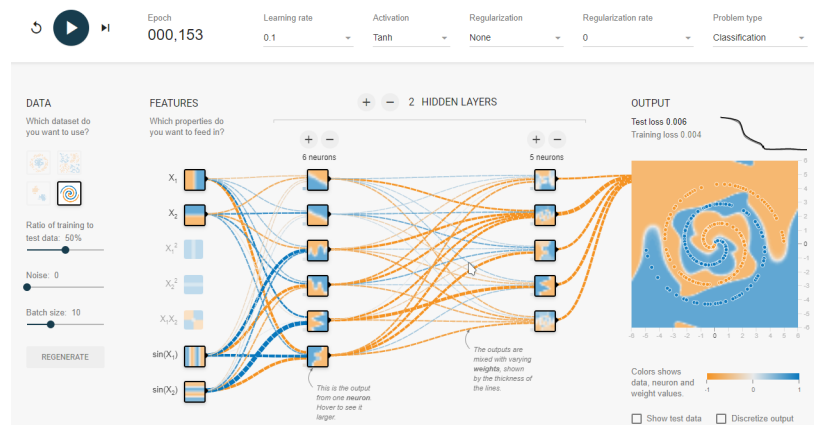 Epoch
000,153
Learning rate
0.1
Activation
Tanh
Regularization
None
Regularization rate
0
Problem type
Classification
DATA
Which dataset do
you want to use?
Ratio of training to
test data: 50%
Noise: 0
Batch size: 10
REGENERATE
FEATURES
Which properties do
you want to feed in?
X₁
X₂
X₁²
X₂²
X₁X₂
sin(X₁)
sin(X₂)
+ − 2 HIDDEN LAYERS
+ −
6 neurons
+ −
5 neurons
This is the output
from one neuron.
Hover to see it
larger.
The outputs are
mixed with varying
weights, shown
by the thickness of
the lines.
OUTPUT
Test loss 0.006
Training loss 0.004
6
5
4
3
2
1
0
-1
-2
-3
-4
-5
-6
-6 -5 -4 -3 -2 -1 0 1 2 3 4 5 6
Colors shows
data, neuron and
weight values.
-1 0 1
Show test data
Discretize output